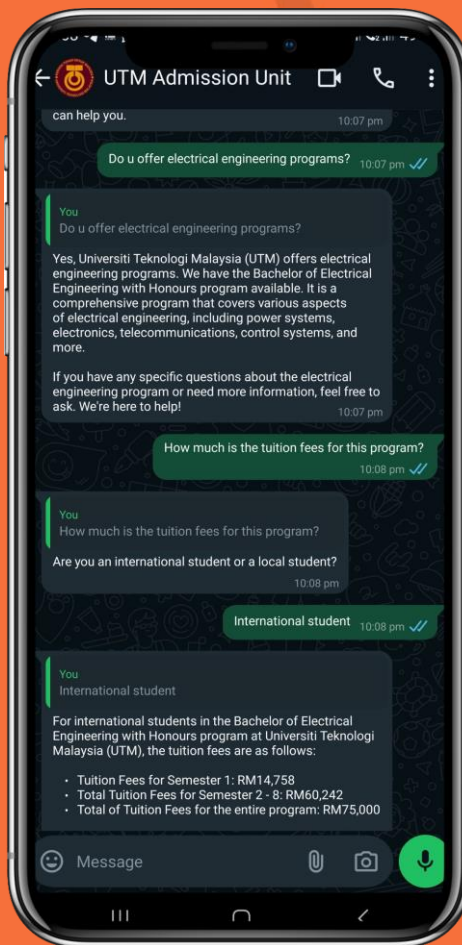 UTM Admission Unit
can help you.
10:07 pm
Do u offer electrical engineering programs?
10:07 pm
You
Do u offer electrical engineering programs?
Yes, Universiti Teknologi Malaysia (UTM) offers electrical
engineering programs. We have the Bachelor of Electrical
Engineering with Honours program available. It is a
comprehensive program that covers various aspects
of electrical engineering, including power systems,
electronics, telecommunications, control systems, and
more.
If you have any specific questions about the electrical
engineering program or need more information, feel free to
ask. We're here to help!
10:07 pm
How much is the tuition fees for this program?
10:08 pm
You
How much is the tuition fees for this program?
Are you an international student or a local student?
10:08 pm
International student
10:08 pm
You
International student
For international students in the Bachelor of Electrical
Engineering with Honours program at Universiti Teknologi
Malaysia (UTM), the tuition fees are as follows:
• Tuition Fees for Semester 1: RM14,758
• Total Tuition Fees for Semester 2 - 8: RM60,242
• Total of Tuition Fees for the entire program: RM75,000
Message